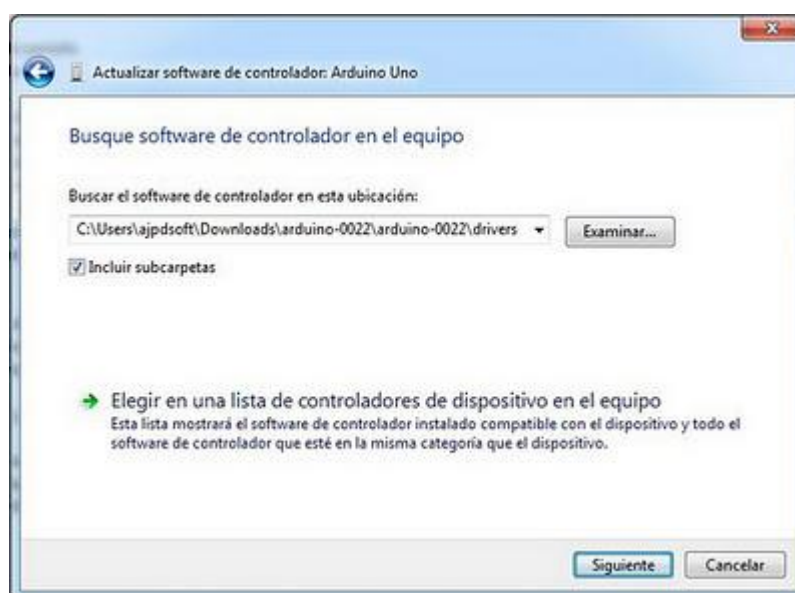 Actualizar software de controlador: Arduino Uno
Busque software de controlador en el equipo
Buscar el software de controlador en esta ubicación:
C:\Users\ajpdsoft\Downloads\arduino-0022\arduino-0022\drivers
Examinar...
Incluir subcarpetas
Elegir en una lista de controladores de dispositivo en el equipo
Esta lista mostrará el software de controlador instalado compatible con el dispositivo y todo el
software de controlador que esté en la misma categoría que el dispositivo.
Siguiente
Cancelar